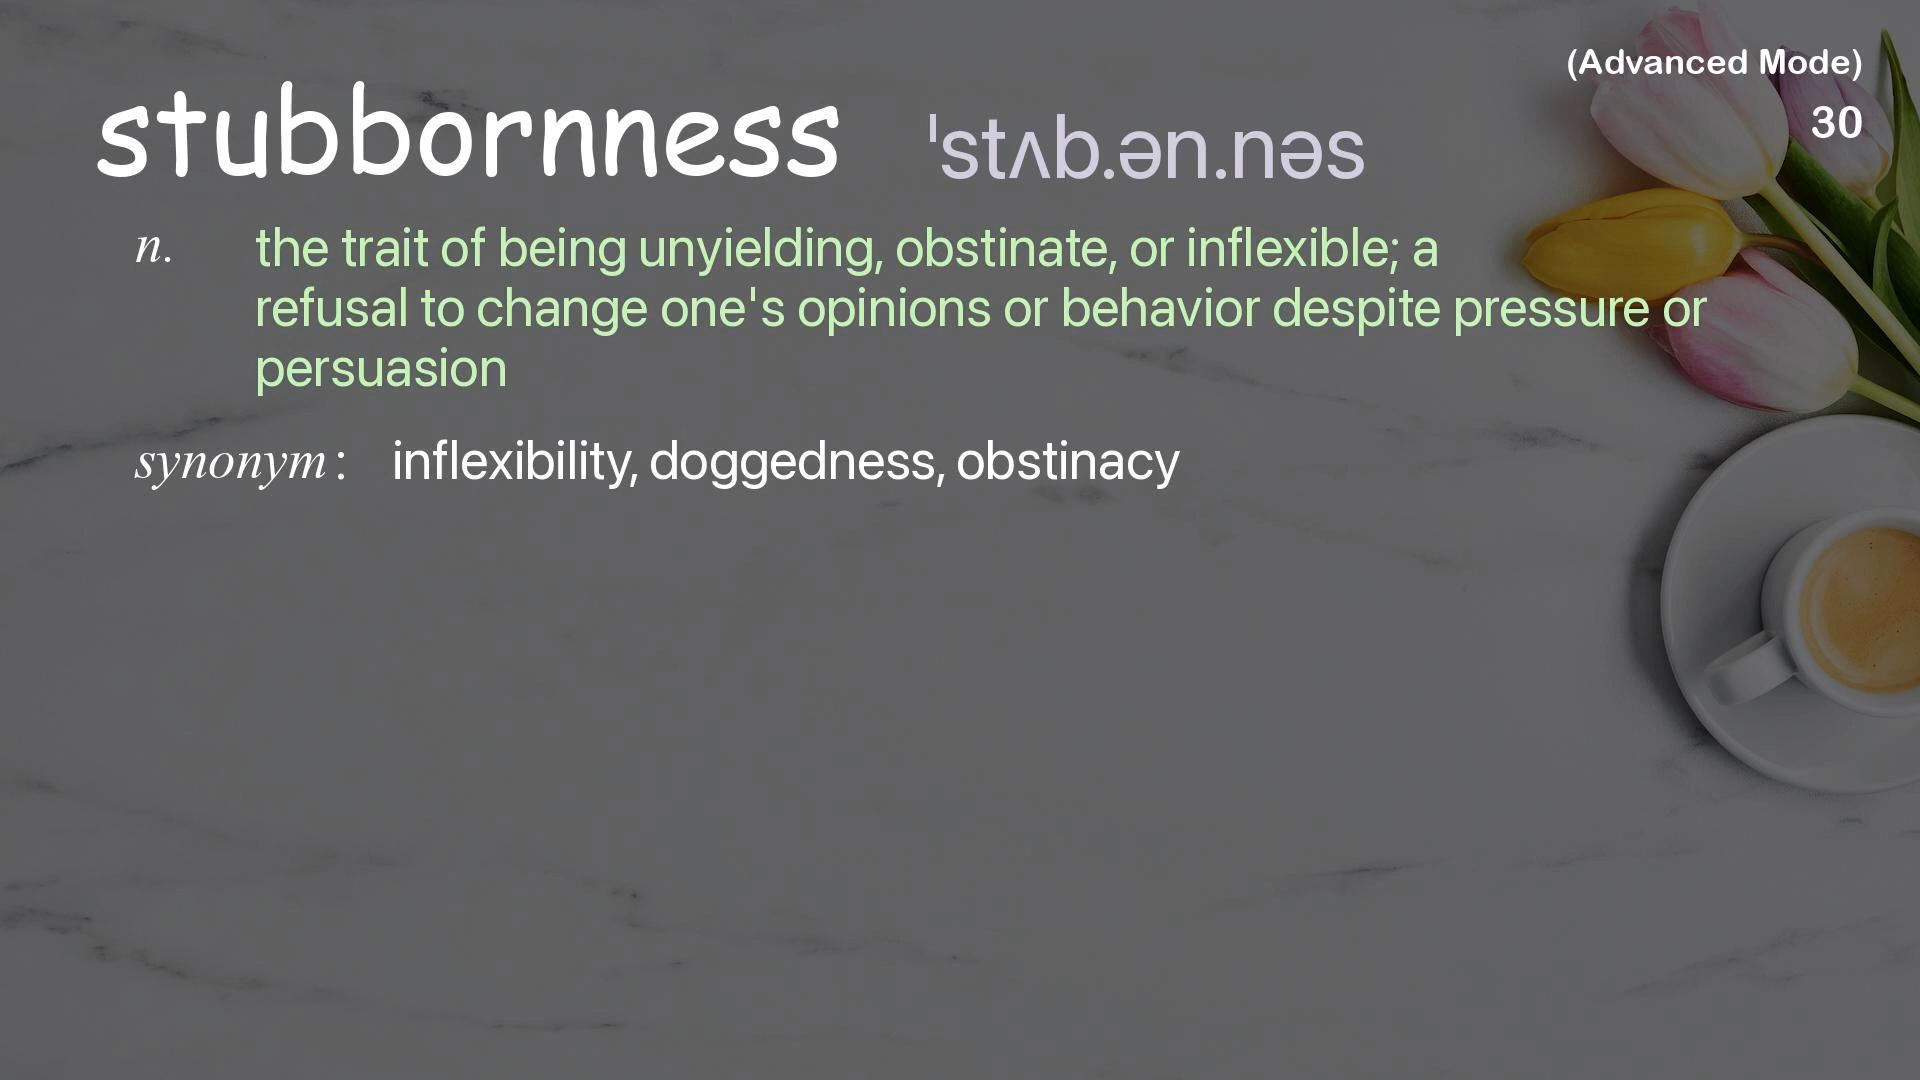 (Advanced Mode)
30
stubbornness ˈstʌb.ən.nəs
n. the trait of being unyielding, obstinate, or inflexible; a
refusal to change one's opinions or behavior despite pressure or
persuasion
synonym: inflexibility, doggedness, obstinacy